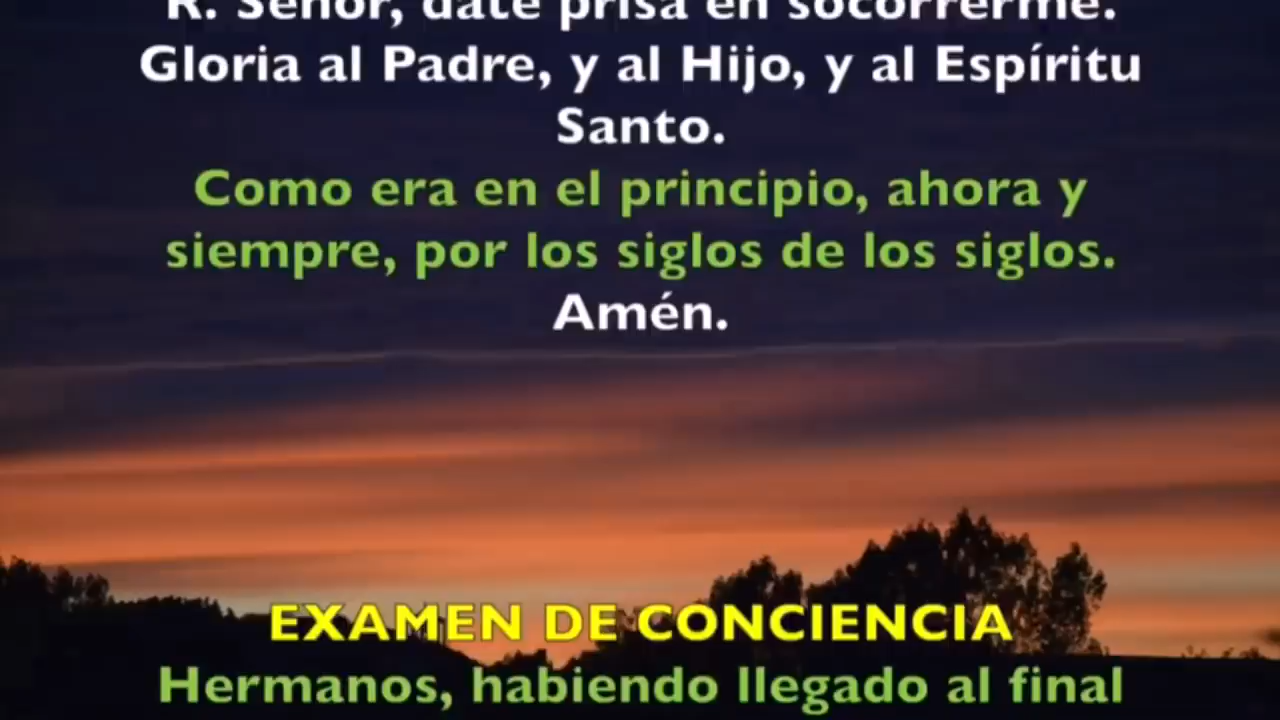 R. Señor, date prisa en socorrerme.
Gloria al Padre, y al Hijo, y al Espíritu
Santo.
Como era en el principio, ahora y
siempre, por los siglos de los siglos.
Amén.
EXAMEN DE CONCIENCIA
Hermanos, habiendo llegado al final